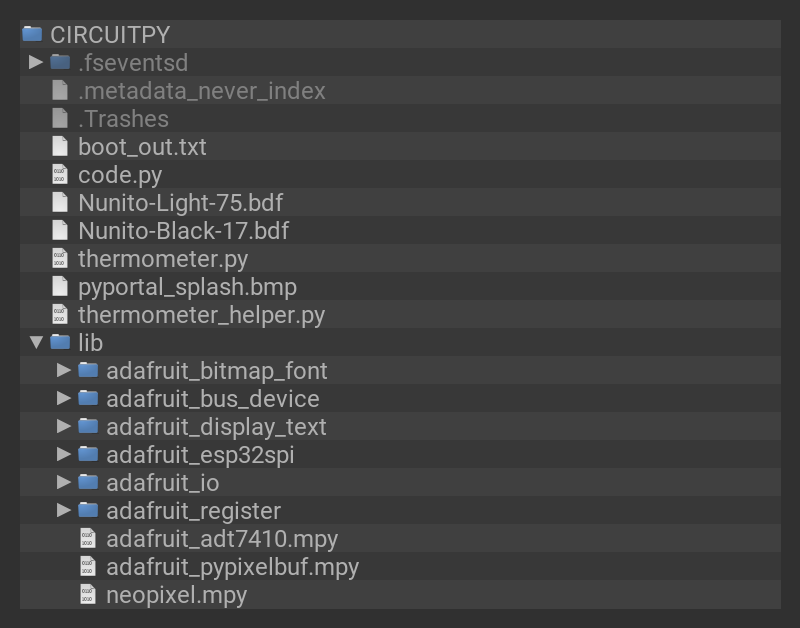 CIRCUITPY
.fseventsd
.metadata_never_index
.Trashes
boot_out.txt
code.py
Nunito-Light-75.bdf
Nunito-Black-17.bdf
thermometer.py
pyportal_splash.bmp
thermometer_helper.py
lib
adafruit_bitmap_font
adafruit_bus_device
adafruit_display_text
adafruit_esp32spi
adafruit_io
adafruit_register
adafruit_adt7410.mpy
adafruit_pypixelbuf.mpy
neopixel.mpy